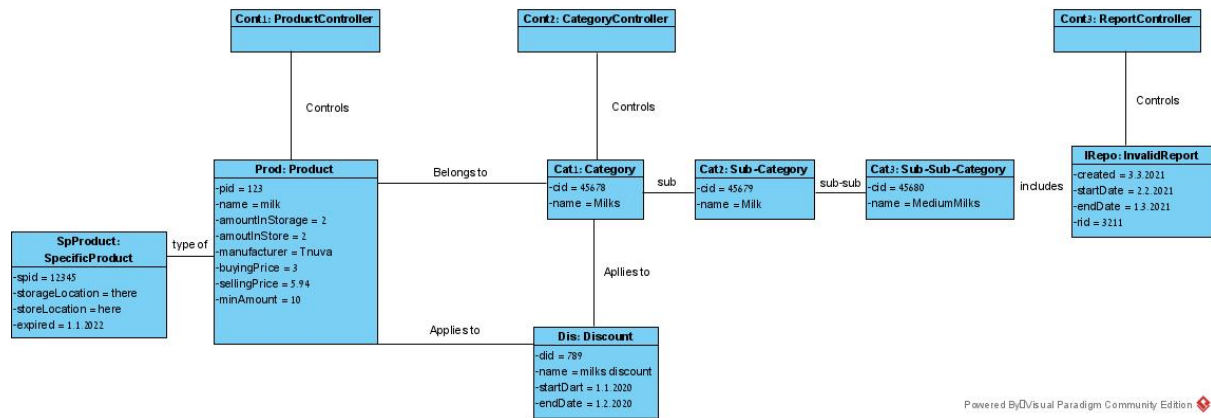 Cont1: ProductController
Cont2: CategoryController
Cont3: ReportController
Controls
Controls
Controls
Prod: Product
-pid = 123
-name = milk
-amountInStorage = 2
-amoutInStore = 2
-manufacturer = Tnuva
-buyingPrice = 3
-sellingPrice = 5.94
-minAmount = 10
Belongs to
Cat1: Category
-cid = 45678
-name = Milks
sub
Cat2: Sub-Category
-cid = 45679
-name = Milk
sub-sub
Cat3: Sub-Sub-Category
-cid = 45680
-name = MediumMilks
includes
IRepo: InvalidReport
-created = 3.3.2021
-startDate = 2.2.2021
-endDate = 1.3.2021
-rid = 3211
SpProduct:
SpecificProduct
-spid = 12345
-storageLocation = there
-storeLocation = here
-expired = 1.1.2022
type of
Apllies to
Applies to
Dis: Discount
-did = 789
-name = milks discount
-startDart = 1.1.2020
-endDate = 1.2.2020
Powered By Visual Paradigm Community Edition